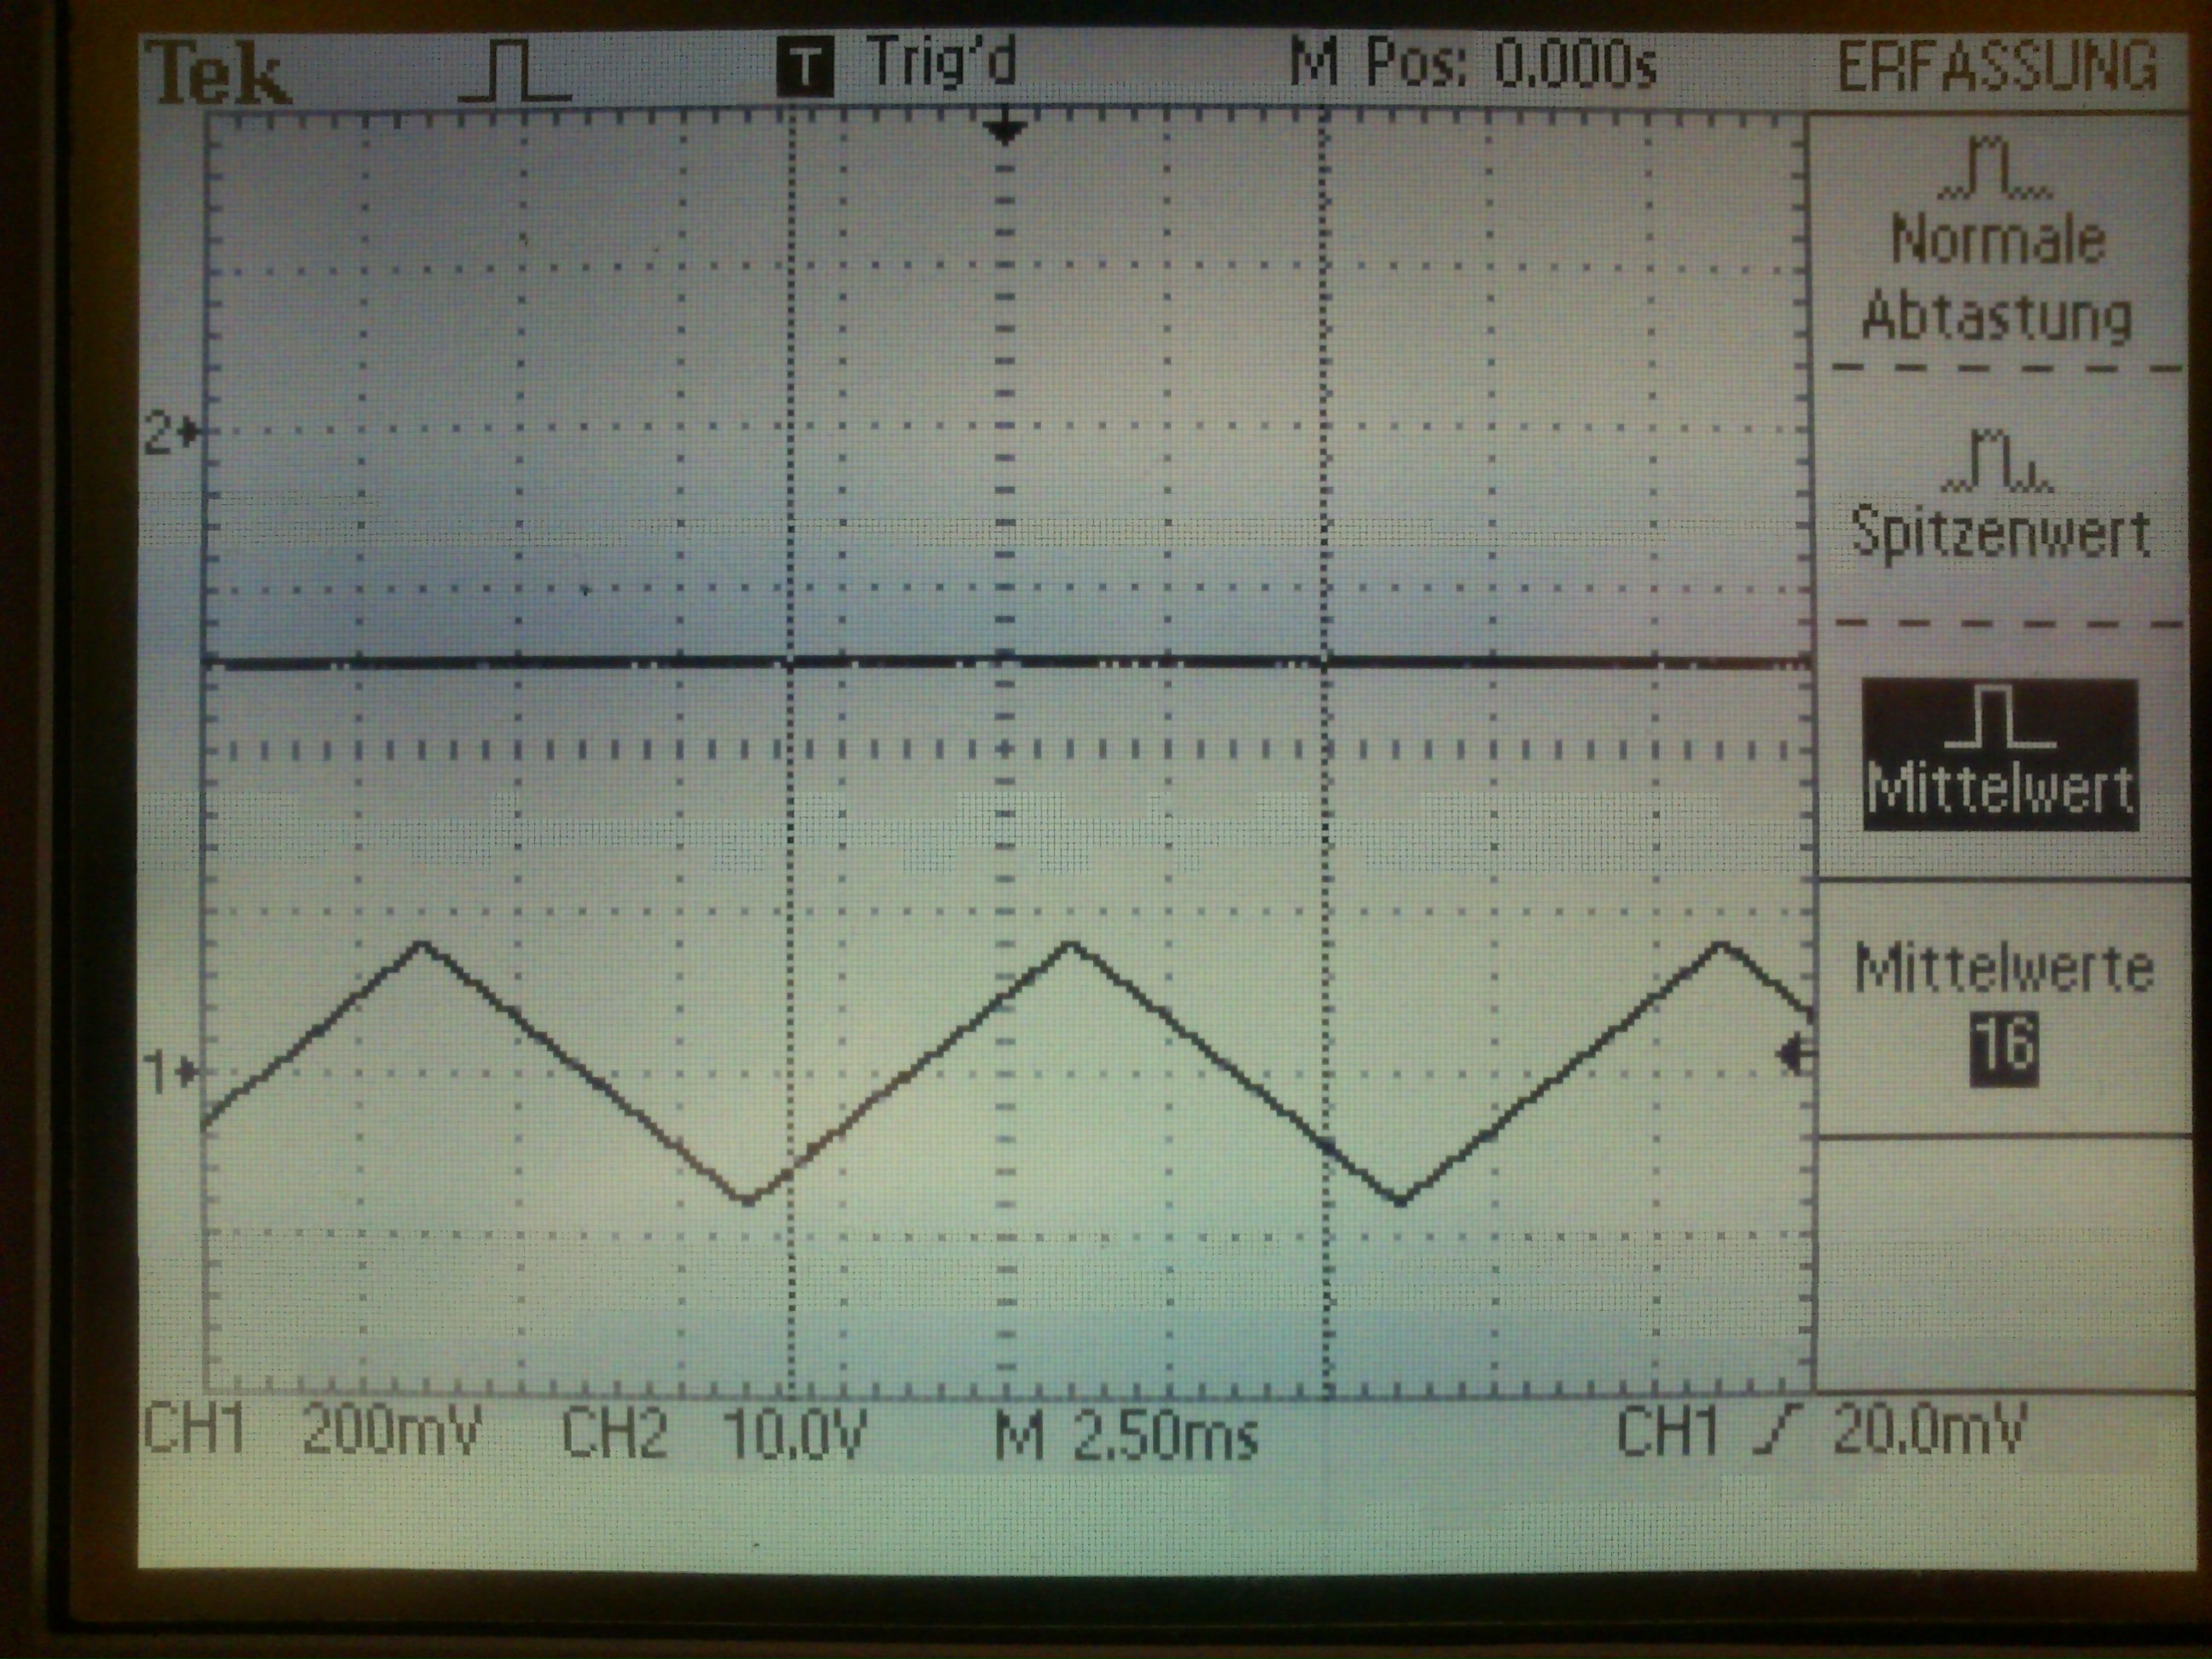 Tek T Trig'd M Pos: 0.000s ERFASSUNG
Normale
Abtastung
2
Spitzenwert
Mittelwert
Mittelwerte
16
1
CH1 200mV CH2 10.0V M 2.50ms CH1 20.0mV